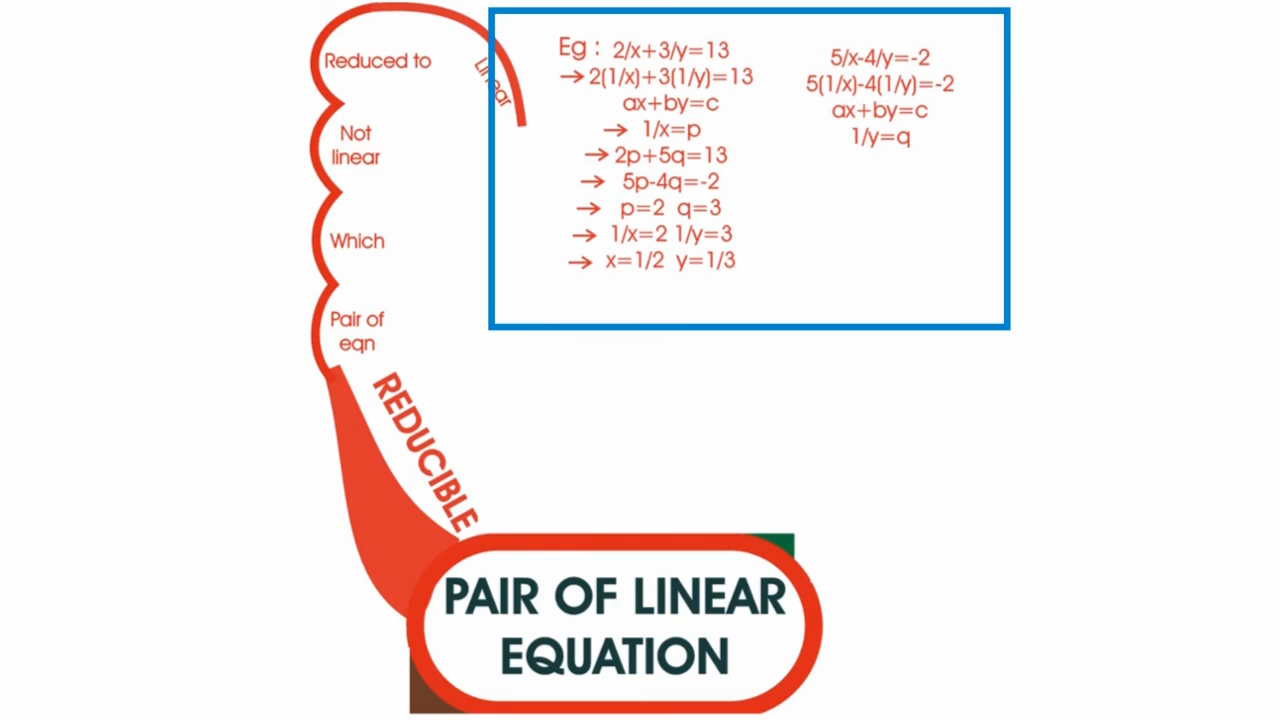 Reduced to
Linear
Not
linear
Which
Pair of
eqn
REDUCIBLE
PAIR OF LINEAR
EQUATION
Eg : 2/x+3/y=13
→ 2(1/x)+3(1/y)=13
ax+by=c
→ 1/x=p
→ 2p+5q=13
→ 5p-4q=-2
→ p=2 q=3
→ 1/x=2 1/y=3
→ x=1/2 y=1/3
5/x-4/y=-2
5(1/x)-4(1/y)=-2
ax+by=c
1/y=q